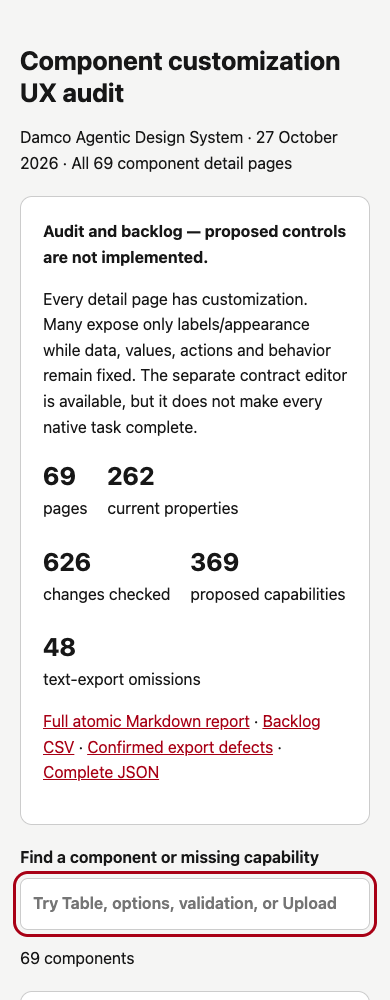 Component customization
UX audit
Damco Agentic Design System · 27 October
2026 · All 69 component detail pages
Audit and backlog — proposed controls
are not implemented.
Every detail page has customization.
Many expose only labels/appearance
while data, values, actions and behavior
remain fixed. The separate contract editor
is available, but it does not make every
native task complete.
69 262
pages current properties
626 369
changes checked proposed capabilities
48
text-export omissions
Full atomic Markdown report · Backlog
CSV · Confirmed export defects ·
Complete JSON
Find a component or missing capability
Try Table, options, validation, or Upload
69 components